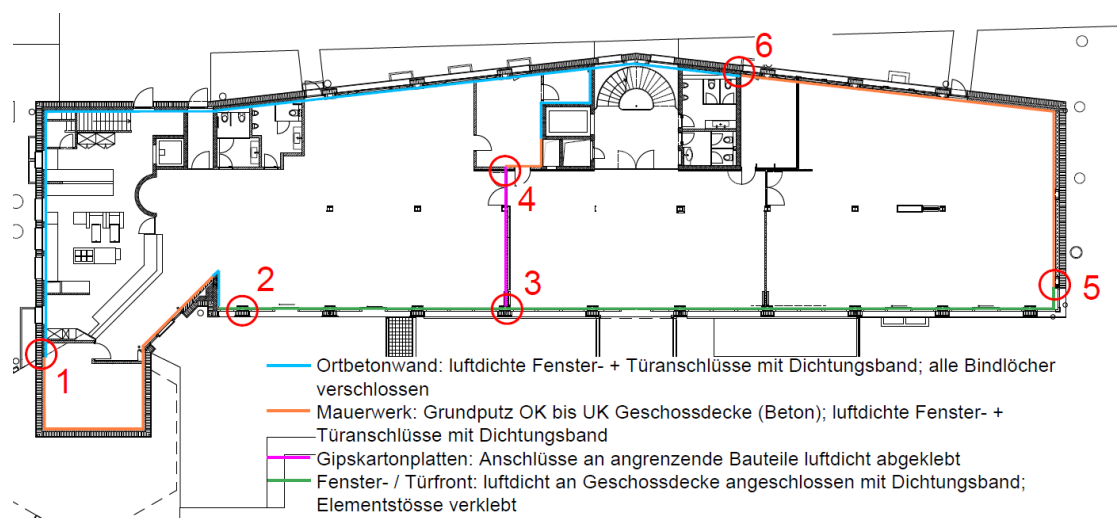 6
4
2
3
5
1
Ortbetonwand: luftdichte Fenster- + Türanschlüsse mit Dichtungsband; alle Bindlöcher
verschlossen
Mauerwerk: Grundputz OK bis UK Geschossdecke (Beton); luftdichte Fenster- +
Türanschlüsse mit Dichtungsband
Gipskartonplatten: Anschlüsse an angrenzende Bauteile luftdicht abgeklebt
Fenster- / Türfront: luftdicht an Geschossdecke angeschlossen mit Dichtungsband;
Elementstösse verklebt